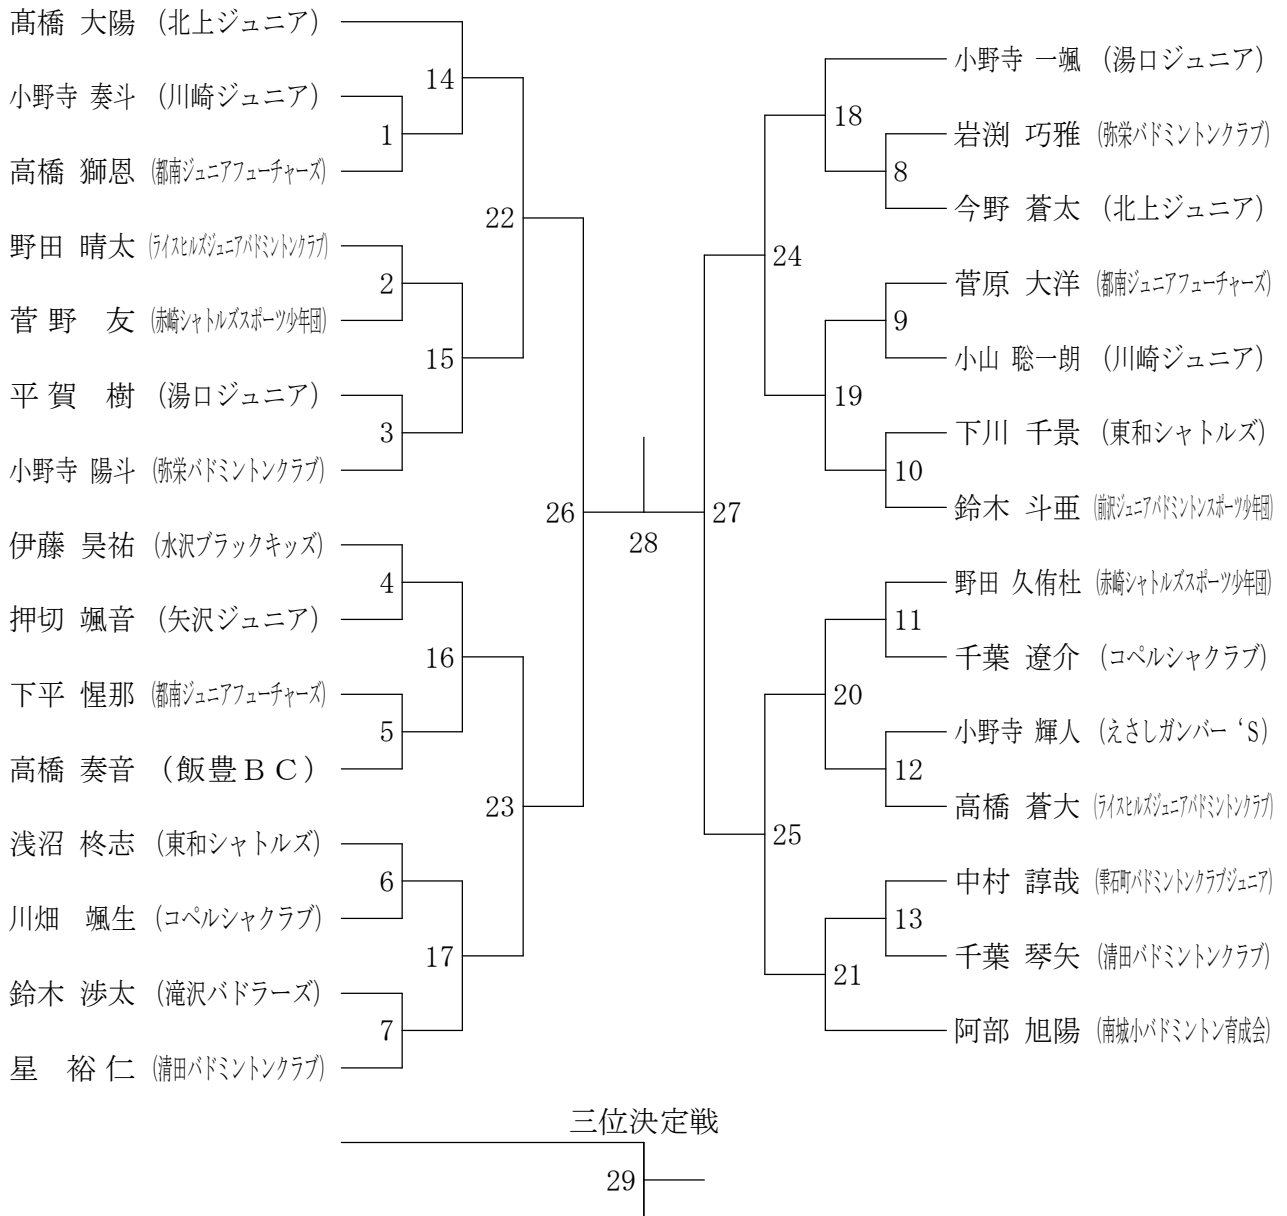 髙橋 大陽 (北上ジュニア)
小野寺 奏斗 (川崎ジュニア)
高橋 獅恩 (都南ジュニアフューチャーズ)
野田 晴太 (ライスヒルズジュニアバドミントンクラブ)
菅野 友 (赤崎シャトルズスポーツ少年団)
平賀 樹 (湯口ジュニア)
小野寺 陽斗 (弥栄バドミントンクラブ)
伊藤 昊祐 (水沢ブラックキッズ)
押切 颯音 (矢沢ジュニア)
下平 惺那 (都南ジュニアフューチャーズ)
高橋 奏音 (飯豊ＢＣ)
浅沼 柊志 (東和シャトルズ)
川畑 颯生 (コペルシャクラブ)
鈴木 渉太 (滝沢バドラーズ)
星 裕仁 (清田バドミントンクラブ)
1
2
3
4
5
6
7
14
15
16
17
22
23
26
28
27
24
25
18
19
20
21
8
9
10
11
12
13
小野寺 一颯 (湯口ジュニア)
岩渕 巧雅 (弥栄バドミントンクラブ)
今野 蒼太 (北上ジュニア)
菅原 大洋 (都南ジュニアフューチャーズ)
小山 聡一朗 (川崎ジュニア)
下川 千景 (東和シャトルズ)
鈴木 斗亜 (前沢ジュニアバドミントンスポーツ少年団)
野田 久侑杜 (赤崎シャトルズスポーツ少年団)
千葉 遼介 (コペルシャクラブ)
小野寺 輝人 (えさしガンバー‘S)
高橋 蒼大 (ライスヒルズジュニアバドミントンクラブ)
中村 諄哉 (雫石町バドミントンクラブジュニア)
千葉 琴矢 (清田バドミントンクラブ)
阿部 旭陽 (南城小バドミントン育成会)
三位決定戦
29